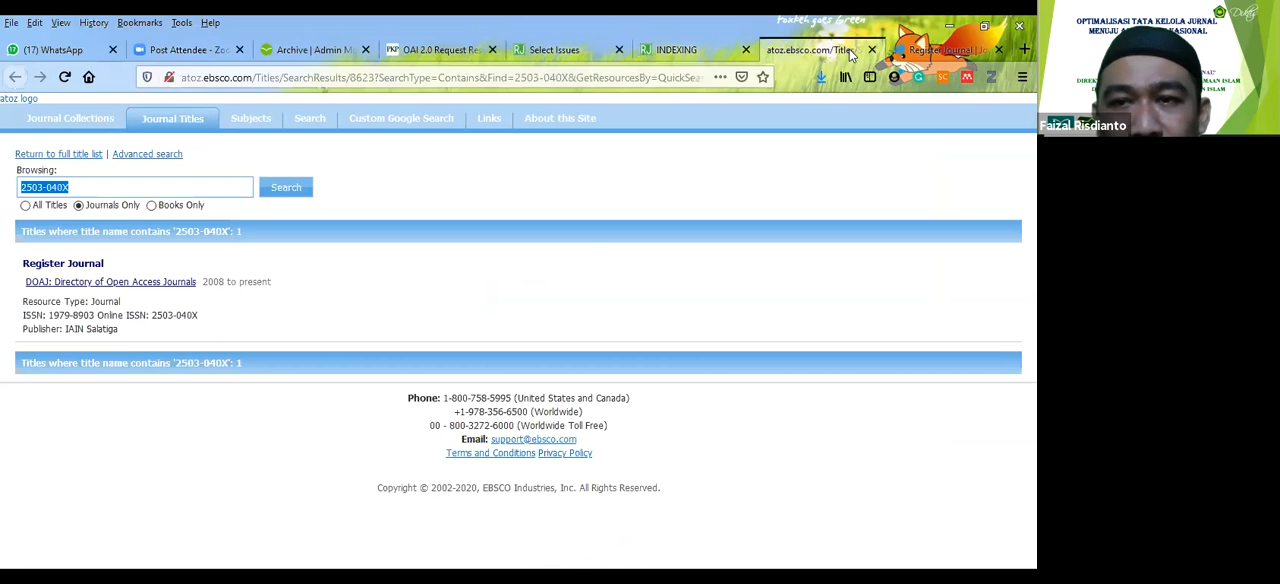 File Edit View History Bookmarks Tools Help
foxkeh goes Green
(17) WhatsApp
Post Attendee - Zoo
Archive | Admin M
OAI 2.0 Request Res
Select Issues
INDEXING
atoz.ebsco.com/Titles/S
Register Journal | Jo
atoz.ebsco.com/Titles/SearchResults/8623?SearchType=Contains&Find=2503-040X&GetResourcesBy=QuickSea
atoz logo
Journal Collections Journal Titles Subjects Search Custom Google Search Links About this Site
Return to full title list | Advanced search
Browsing:
2503-040X
Search
All Titles Journals Only Books Only
Titles where title name contains '2503-040X': 1
Register Journal
DOAJ: Directory of Open Access Journals 2008 to present
Resource Type: Journal
ISSN: 1979-8903 Online ISSN: 2503-040X
Publisher: IAIN Salatiga
Titles where title name contains '2503-040X': 1
Phone: 1-800-758-5995 (United States and Canada)
+1-978-356-6500 (Worldwide)
00 - 800-3272-6000 (Worldwide Toll Free)
Email: support@ebsco.com
Terms and Conditions Privacy Policy
Copyright © 2002-2020, EBSCO Industries, Inc. All Rights Reserved.
OPTIMALISASI TATA KELOLA JURNAL
MENUJU
Faizal Risdianto